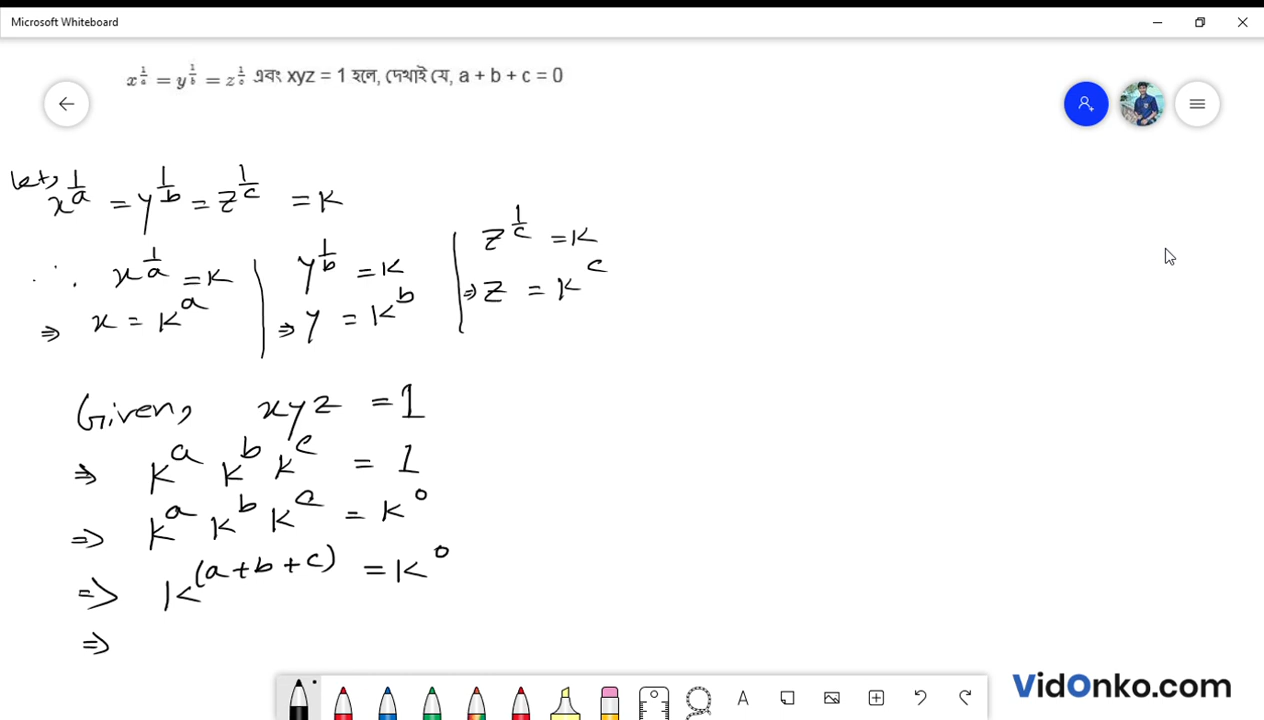 Microsoft Whiteboard
x^{1/a} = y^{1/b} = z^{1/c} এবং xyz = 1 হলে, দেখাই যে, a + b + c = 0
let, x^{1/a} = y^{1/b} = z^{1/c} = K
∴ x^{1/a} = K | y^{1/b} = K | z^{1/c} = K
⇒ x = K^a | ⇒ y = K^b | ⇒ z = K^c
Given, xyz = 1
⇒ K^a K^b K^c = 1
⇒ K^a K^b K^a = K^0
⇒ K^{(a+b+c)} = K^0
⇒
A
VidOnko.com